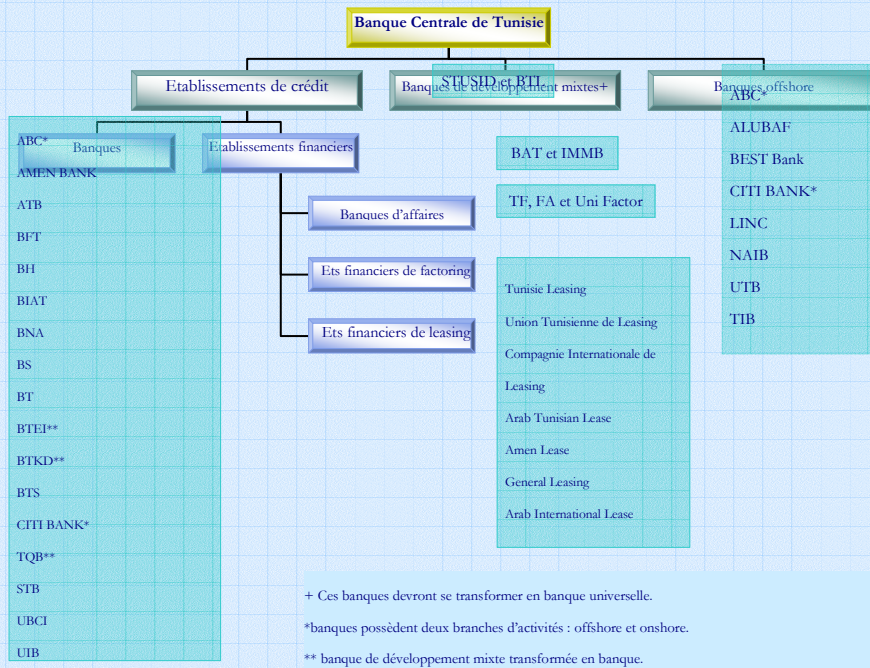 Banque Centrale de Tunisie
Etablissements de crédit
Banques de développement mixtes+
STUSID et BTL
Banques offshore
ABC*
ALUBAF
BEST Bank
CITI BANK*
LINC
NAIB
UTB
TIB
Banques
Etablissements financiers
ABC*
AMEN BANK
ATB
BFT
BH
BIAT
BNA
BS
BT
BTEI**
BTKD**
BTS
CITI BANK*
TQB**
STB
UBCI
UIB
Banques d’affaires
BAT et IMMB
Ets financiers de factoring
TF, FA et Uni Factor
Ets financiers de leasing
Tunisie Leasing
Union Tunisienne de Leasing
Compagnie Internationale de
Leasing
Arab Tunisian Lease
Amen Lease
General Leasing
Arab International Lease
+ Ces banques devront se transformer en banque universelle.
*banques possèdent deux branches d’activités : offshore et onshore.
** banque de développement mixte transformée en banque.